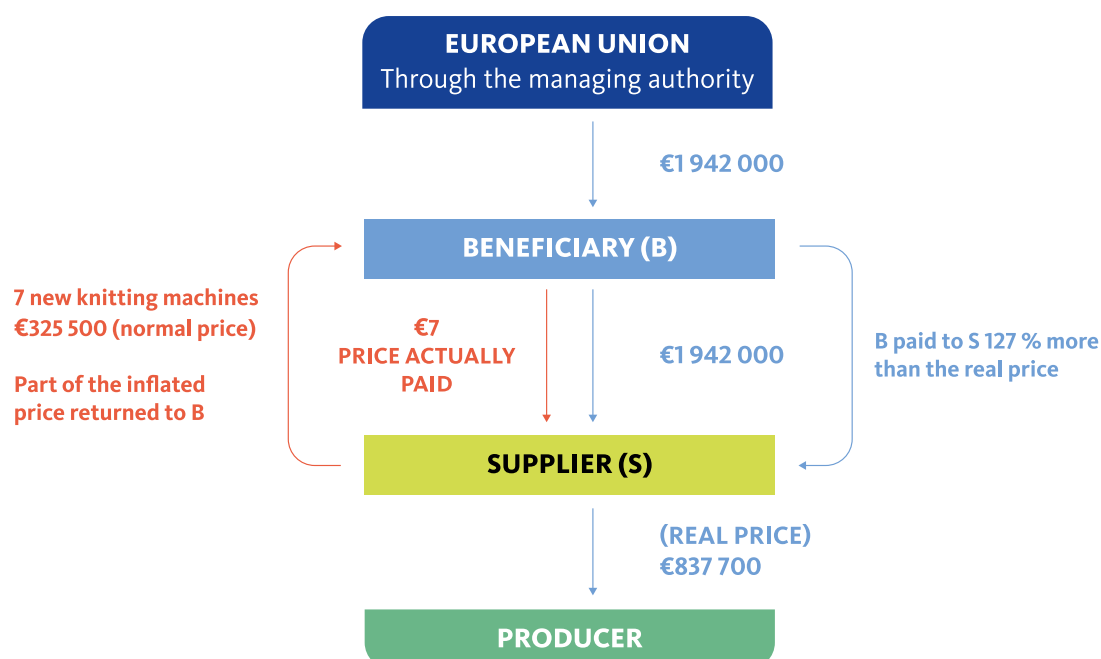 EUROPEAN UNION
Through the managing authority
€1 942 000
BENEFICIARY (B)
7 new knitting machines
€325 500 (normal price)
Part of the inflated
price returned to B
€7
PRICE ACTUALLY
PAID
€1 942 000
B paid to S 127 % more
than the real price
SUPPLIER (S)
(REAL PRICE)
€837 700
PRODUCER